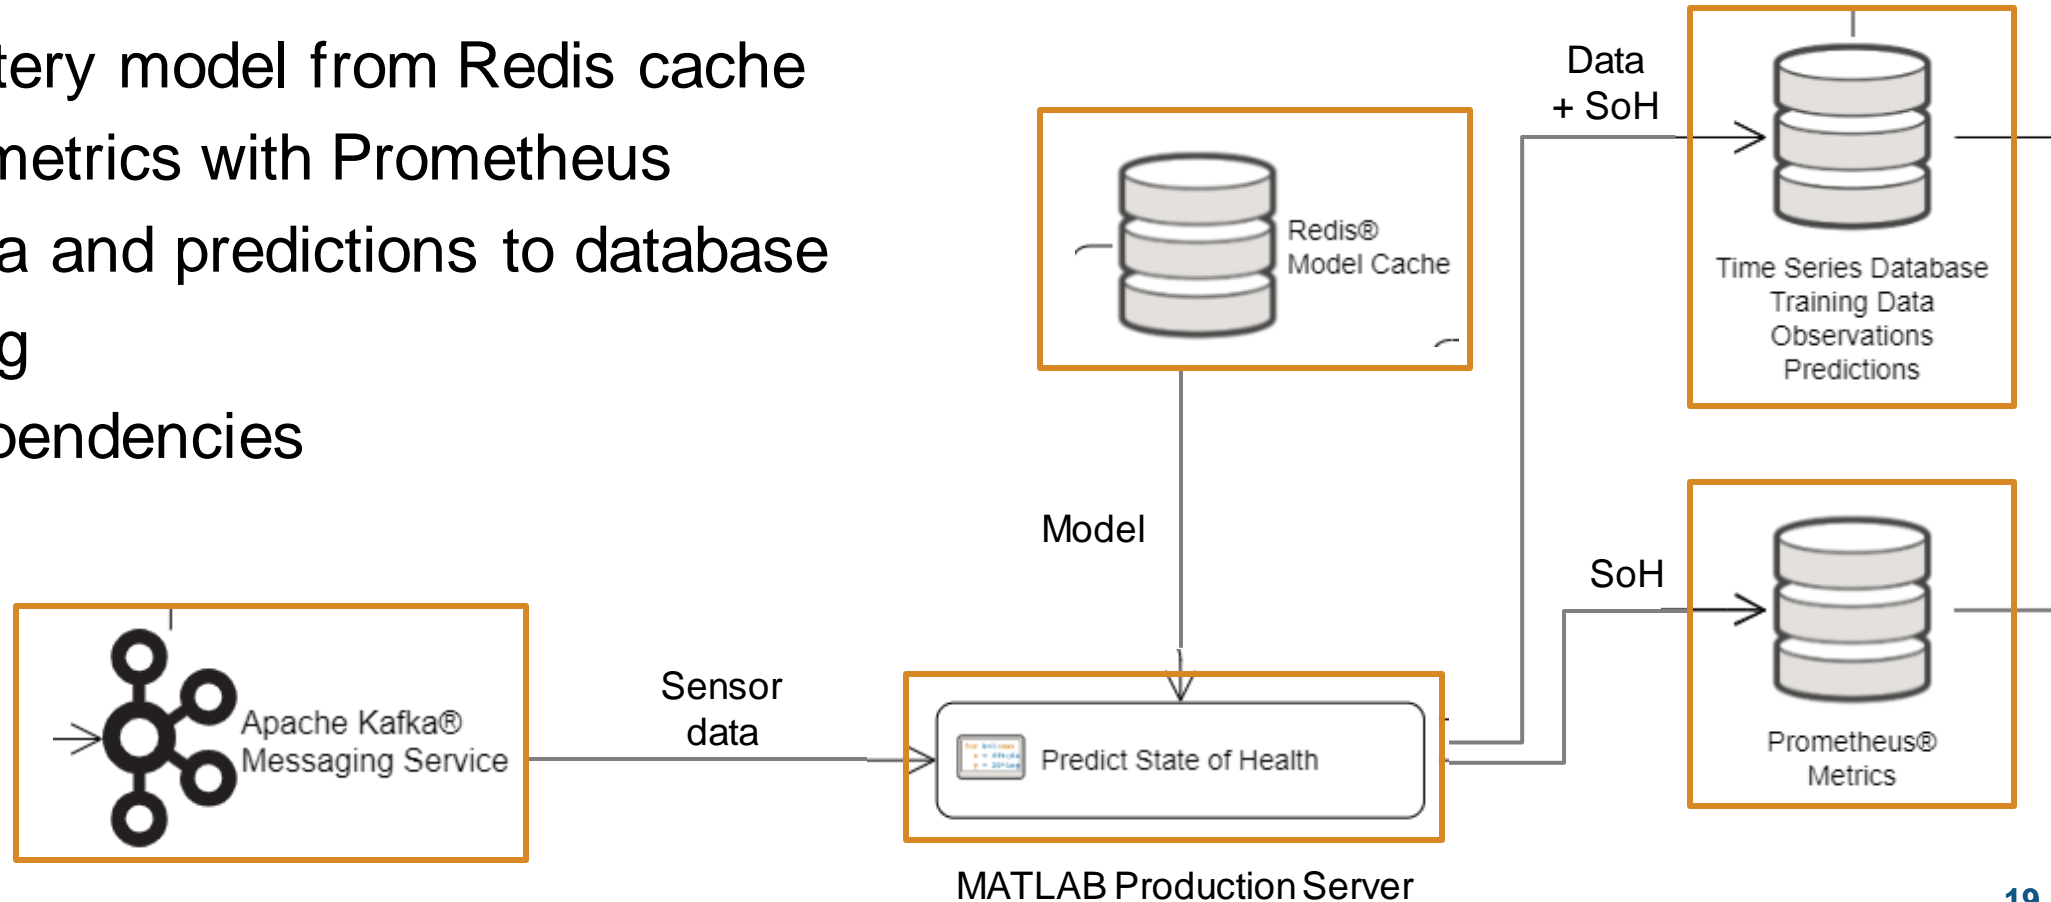 tery model from Redis cache
metrics with Prometheus
a and predictions to database
g
pendencies
Data
+ SoH
Redis®
Model Cache
Time Series Database
Training Data
Observations
Predictions
Model
SoH
Apache Kafka®
Messaging Service
Sensor
data
Predict State of Health
Prometheus®
Metrics
MATLAB Production Server
19